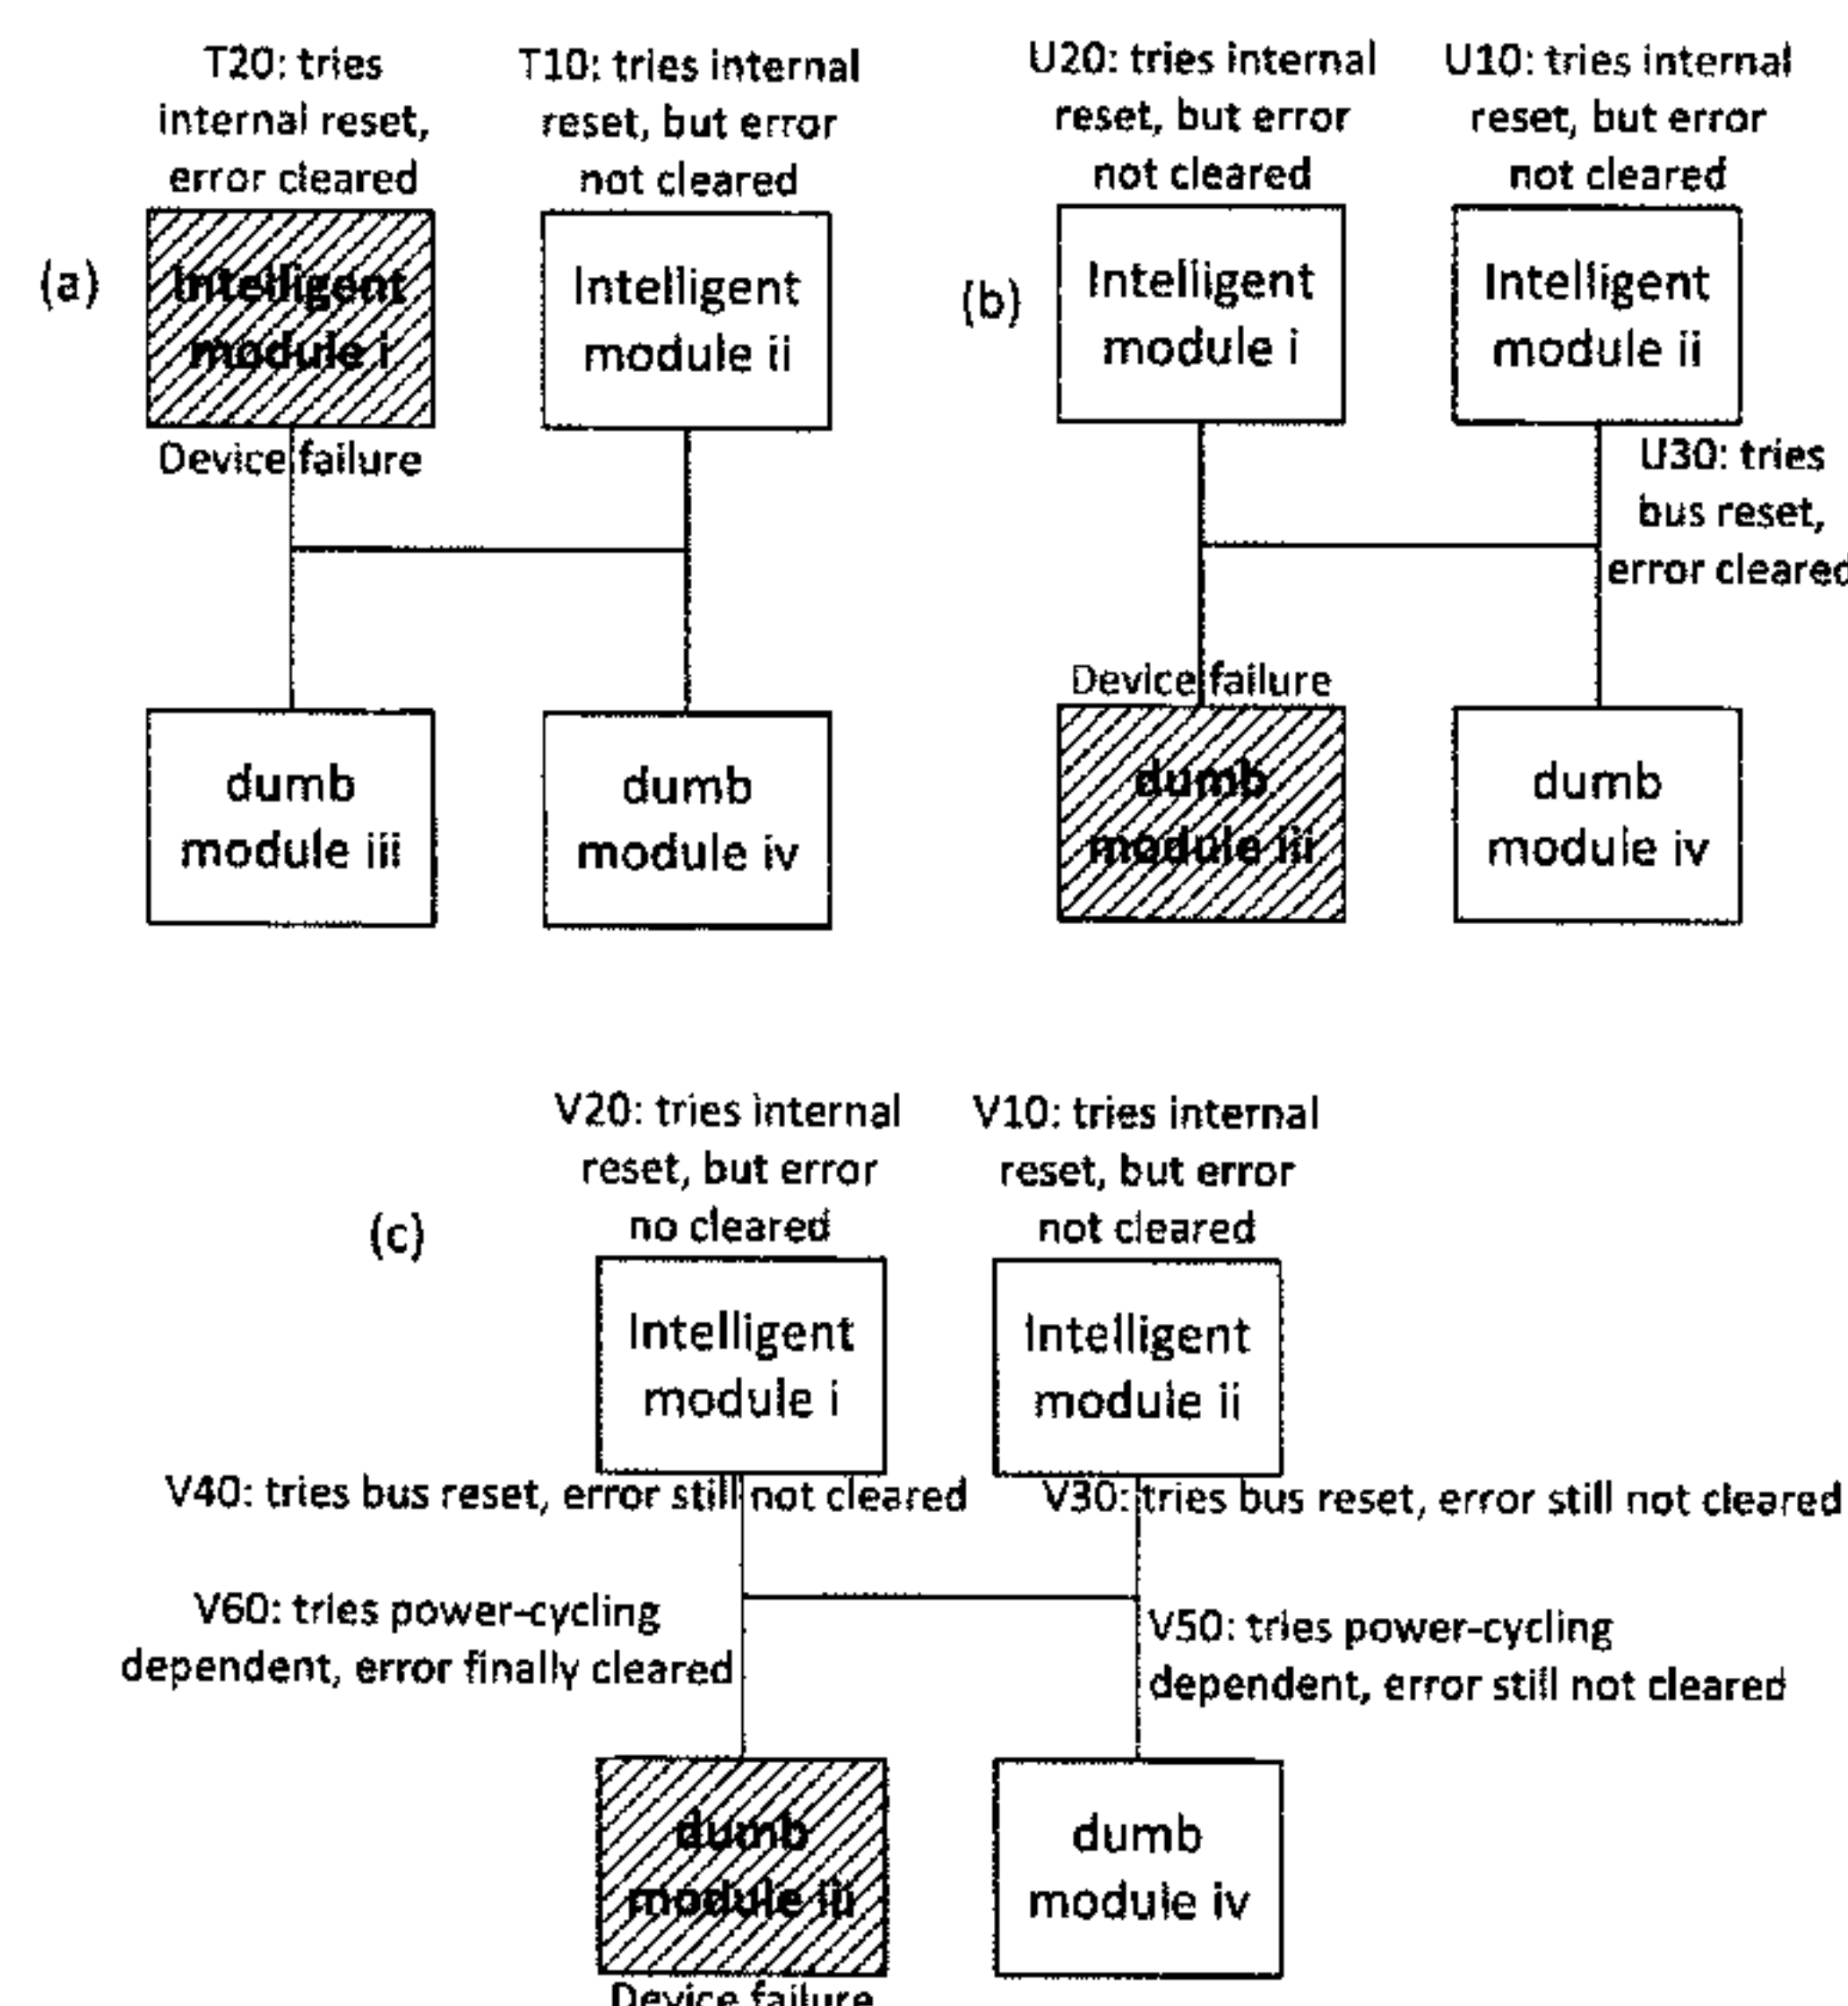 T20: tries
internal reset,
error cleared
T10: tries internal
reset, but error
not cleared
(a)
Intelligent
module i
Intelligent
module ii
Device failure
dumb
module iii
dumb
module iv
U20: tries internal
reset, but error
not cleared
U10: tries internal
reset, but error
not cleared
(b)
Intelligent
module i
Intelligent
module ii
U30: tries
bus reset,
error cleared
Device failure
dumb
module iii
dumb
module iv
V20: tries internal
reset, but error
no cleared
V10: tries internal
reset, but error
not cleared
(c)
Intelligent
module i
Intelligent
module ii
V40: tries bus reset, error still not cleared
V30: tries bus reset, error still not cleared
V60: tries power-cycling
dependent, error finally cleared
V50: tries power-cycling
dependent, error still not cleared
dumb
module iii
dumb
module iv
Device failure